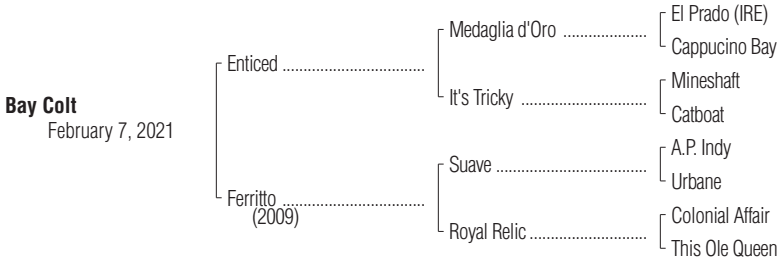 El Prado (IRE)
Medaglia d'Oro ....................
Cappucino Bay
Enticed ..................................
Mineshaft
It's Tricky ..............................
Catboat
Bay Colt
February 7, 2021
A.P. Indy
Suave ....................................
Urbane
Ferritto ..................................
(2009)
Colonial Affair
Royal Relic ............................
This Ole Queen